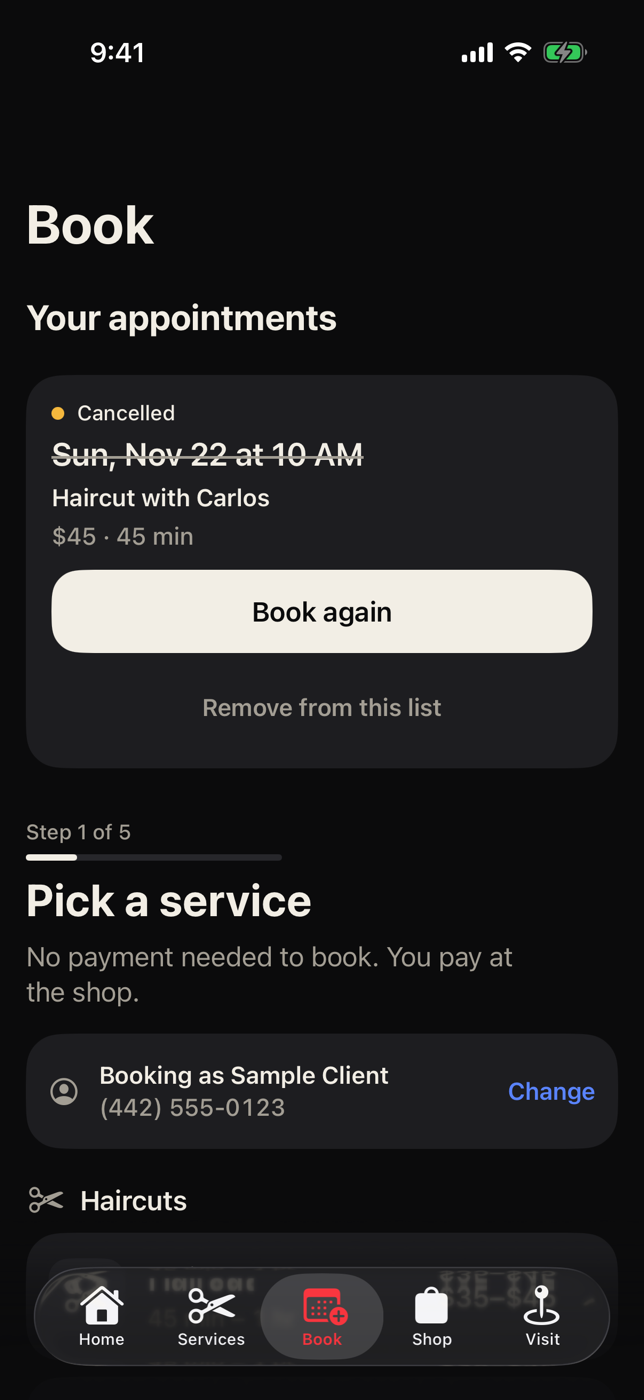 9:41
Book
Your appointments
Cancelled
Sun, Nov 22 at 10 AM
Haircut with Carlos
$45 · 45 min
Book again
Remove from this list
Step 1 of 5
Pick a service
No payment needed to book. You pay at
the shop.
Booking as Sample Client
(442) 555-0123
Change
Haircuts
Home
Services
Book
Shop
Visit